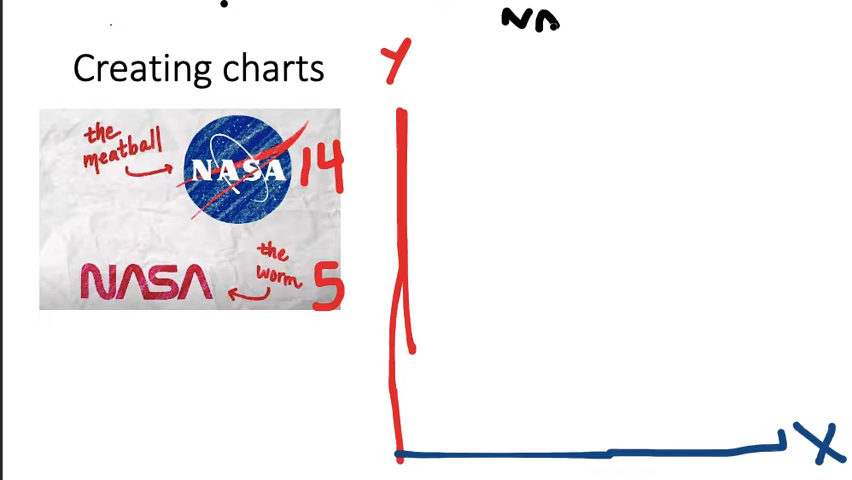 NA
Y
Creating charts
the
meatball
NASA
14
the
worm
NASA
5
X